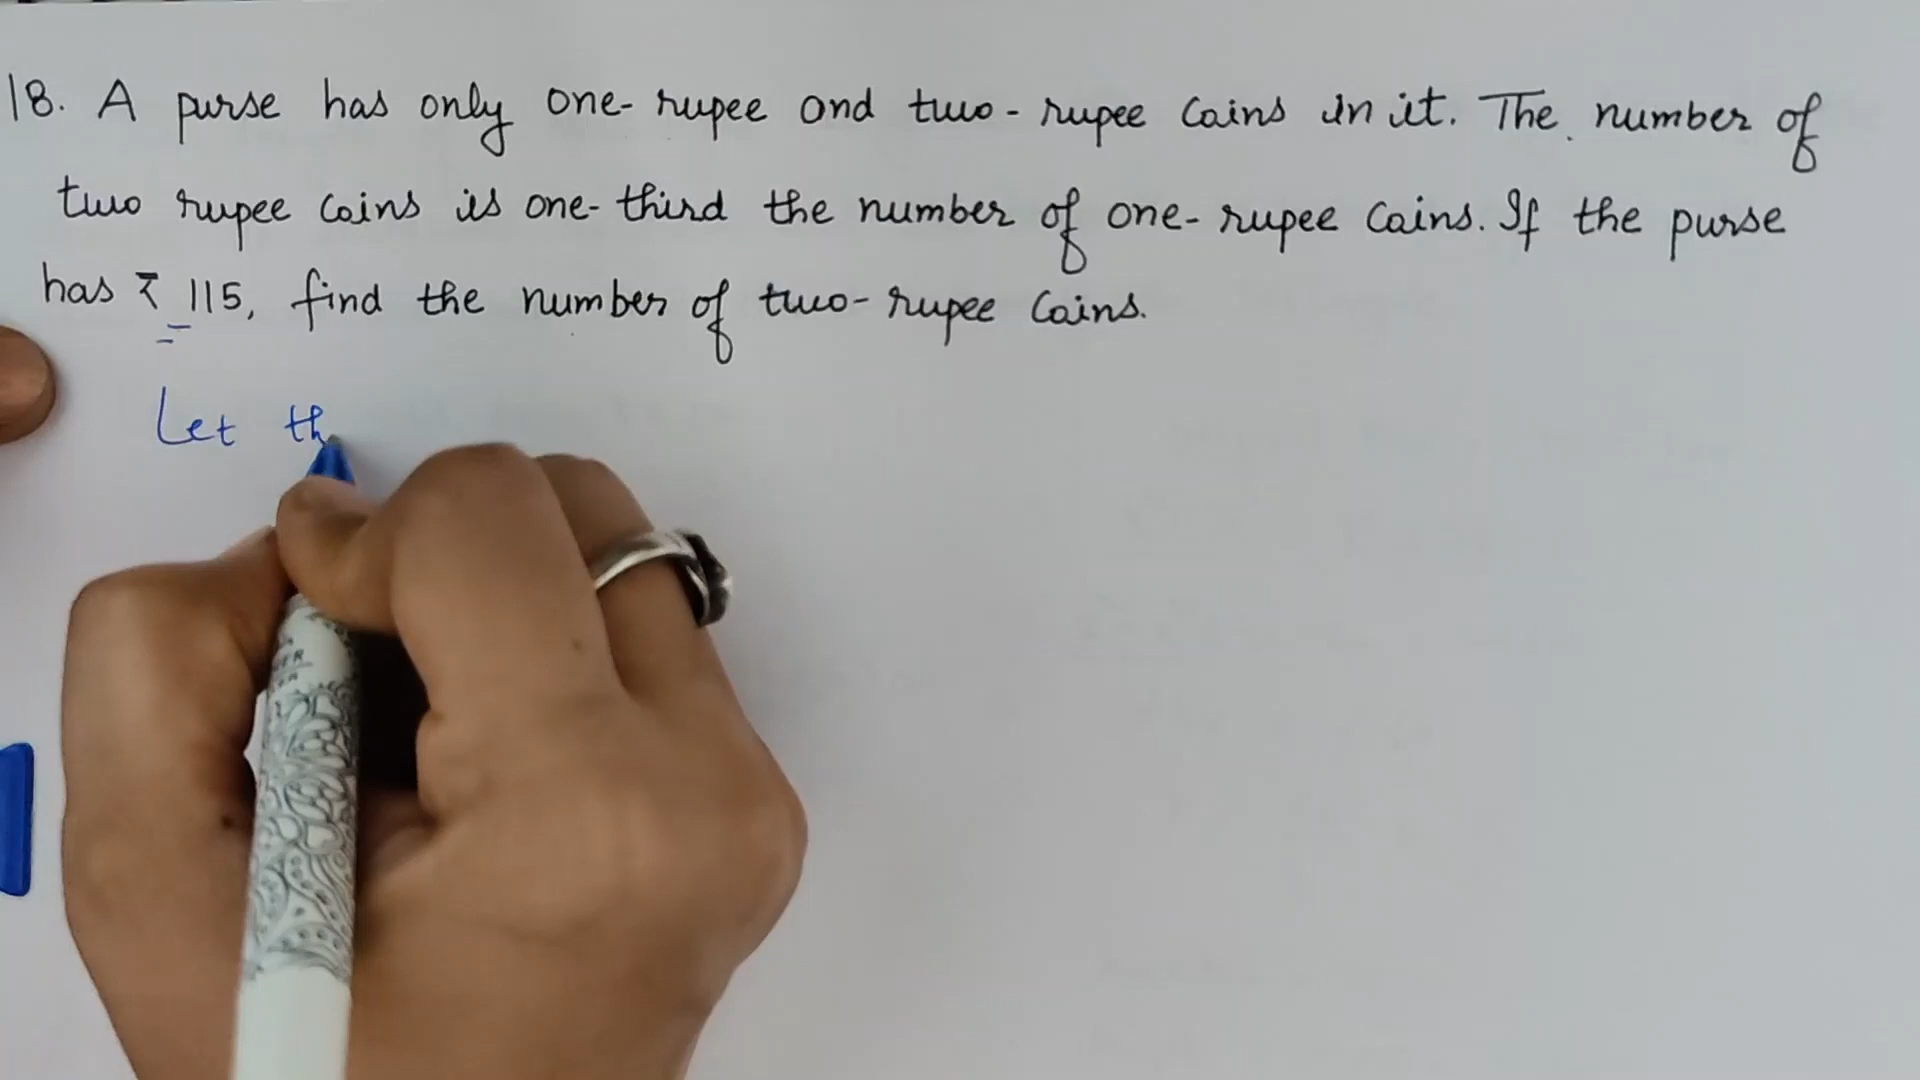 18. A purse has only one-rupee and two-rupee coins in it. The number of
two rupee coins is one-third the number of one-rupee coins. If the purse
has ₹ 115, find the number of two-rupee coins.
Let th